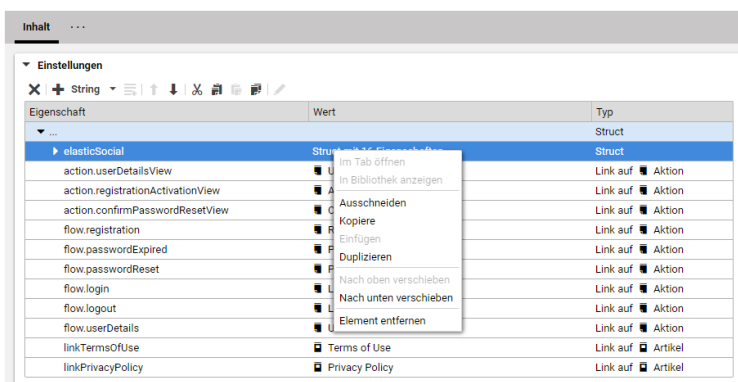 Inhalt ...
Einstellungen
String
Eigenschaft Wert Typ
... Struct
elasticSocial Struct mit 16 Eigenschaften Struct
action.userDetailsView U Link auf Aktion
action.registrationActivationView A Link auf Aktion
action.confirmPasswordResetView C Link auf Aktion
flow.registration R Link auf Aktion
flow.passwordExpired P Link auf Aktion
flow.passwordReset P Link auf Aktion
flow.login L Link auf Aktion
flow.logout L Link auf Aktion
flow.userDetails U Link auf Aktion
linkTermsOfUse Terms of Use Link auf Artikel
linkPrivacyPolicy Privacy Policy Link auf Artikel
Im Tab öffnen
In Bibliothek anzeigen
Ausschneiden
Kopiere
Einfügen
Duplizieren
Nach oben verschieben
Nach unten verschieben
Element entfernen